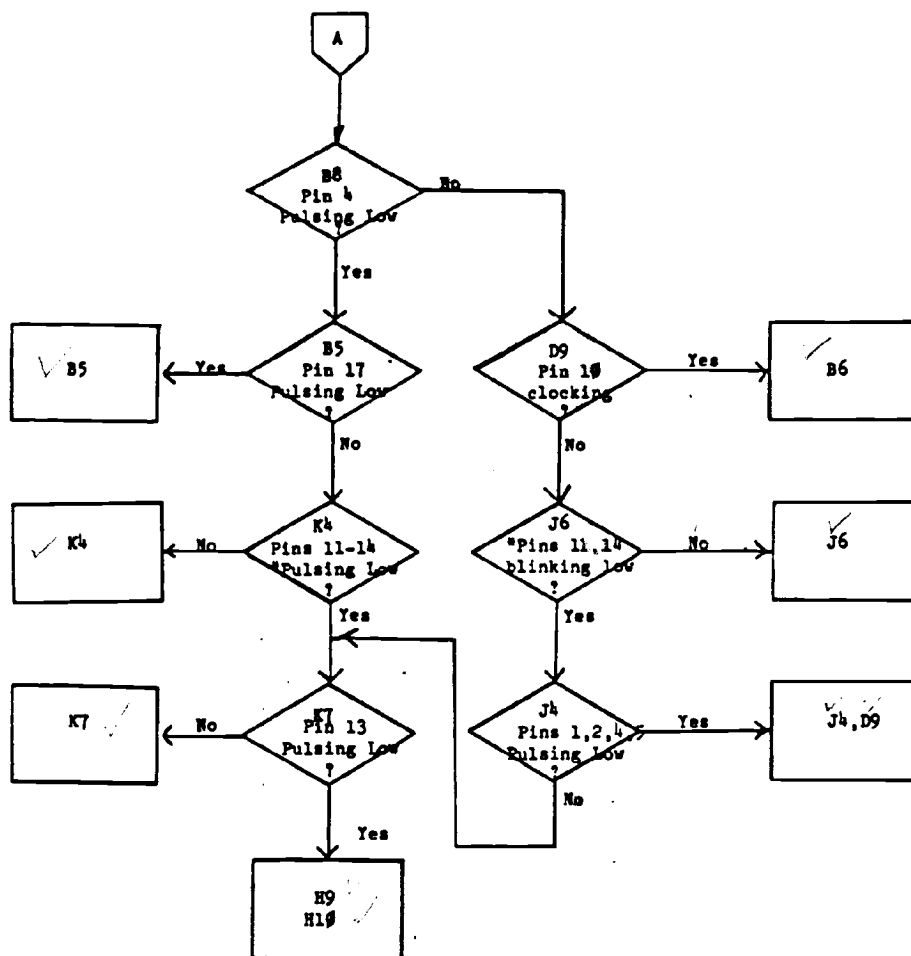 A
B8
Pin 4
Pulsing Low
?
No
Yes
B5
Yes
B5
Pin 17
Pulsing Low
?
No
D9
Pin 1Ø
clocking
?
Yes
B6
No
K4
No
K4
Pins 11-14
*Pulsing Low
?
Yes
J6
*Pins 11,14
blinking low
?
No
J6
Yes
K7
No
K7
Pin 13
Pulsing Low
?
Yes
J4
Pins 1,2,4,
Pulsing Low
?
Yes
J4,D9
No
H9
H1Ø